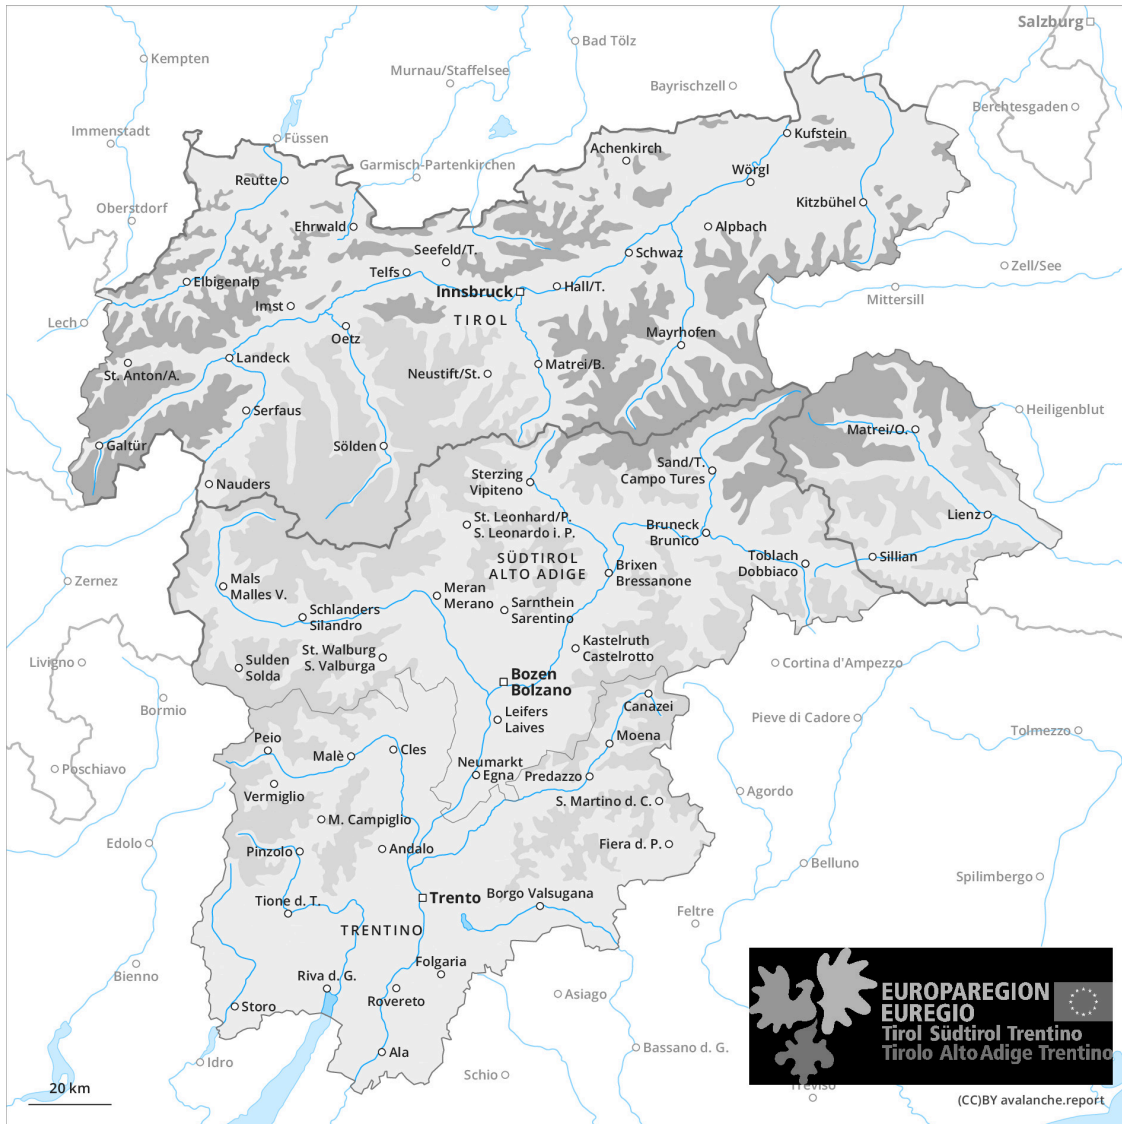 Salzburg
Bad Tölz
Kempten
Murnau/Staffelsee
Bayrischzell
Berchtesgaden
Immenstadt
Füssen
Kufstein
Achenkirch
Garmisch-Partenkirchen
Wörgl
Reutte
Oberstdorf
Kitzbühel
Ehrwald
Alpbach
Seefeld/T.
Schwaz
Zell/See
Telfs
Elbigenalp
Innsbruck
Hall/T.
Mittersill
Imst
TIROL
Lech
Oetz
Mayrhofen
Landeck
Matrei/B.
St. Anton/A.
Neustift/St.
Serfaus
Heiligenblut
Matrei/O.
Galtür
Sölden
Sand/T.
Campo Tures
Sterzing
Vipiteno
Nauders
St. Leonhard/P.
S. Leonardo i. P.
Lienz
Bruneck
Brunico
SÜDTIROL
ALTO ADIGE
Toblach
Dobbiaco
Sillian
Brixen
Bressanone
Zernez
Mals
Malles V.
Meran
Merano
Sarnthein
Sarentino
Schlanders
Silandro
Kastelruth
Castelrotto
St. Walburg
S. Valburga
Livigno
Sulden
Solda
Cortina d'Ampezzo
Bozen
Bolzano
Bormio
Canazei
Leifers
Laives
Pieve di Cadore
Tolmezzo
Moena
Peio
Malè
Cles
Neumarkt
Egna
Predazzo
Poschiavo
Vermiglio
Agordo
S. Martino d. C.
M. Campiglio
Edolo
Pinzolo
Andalo
Fiera d. P.
Belluno
Spilimbergo
Borgo Valsugana
Trento
Tione d. T.
Feltre
TRENTINO
Folgaria
Bienno
Riva d. G.
Rovereto
Asiago
Storo
EUROPAREGION
EUREGIO
Tirol Südtirol Trentino
Tirolo Alto Adige Trentino
Ala
Idro
Bassano d. G.
Schio
Treviso
20 km
(CC)BY avalanche.report